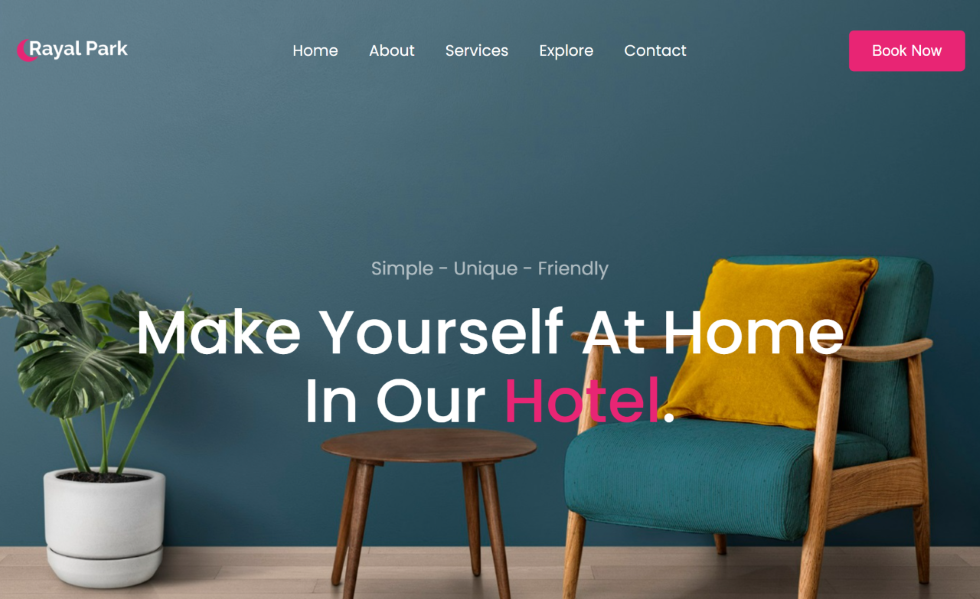 Rayal Park
Home About Services Explore Contact
Book Now
Simple - Unique - Friendly
Make Yourself At Home
In Our Hotel.